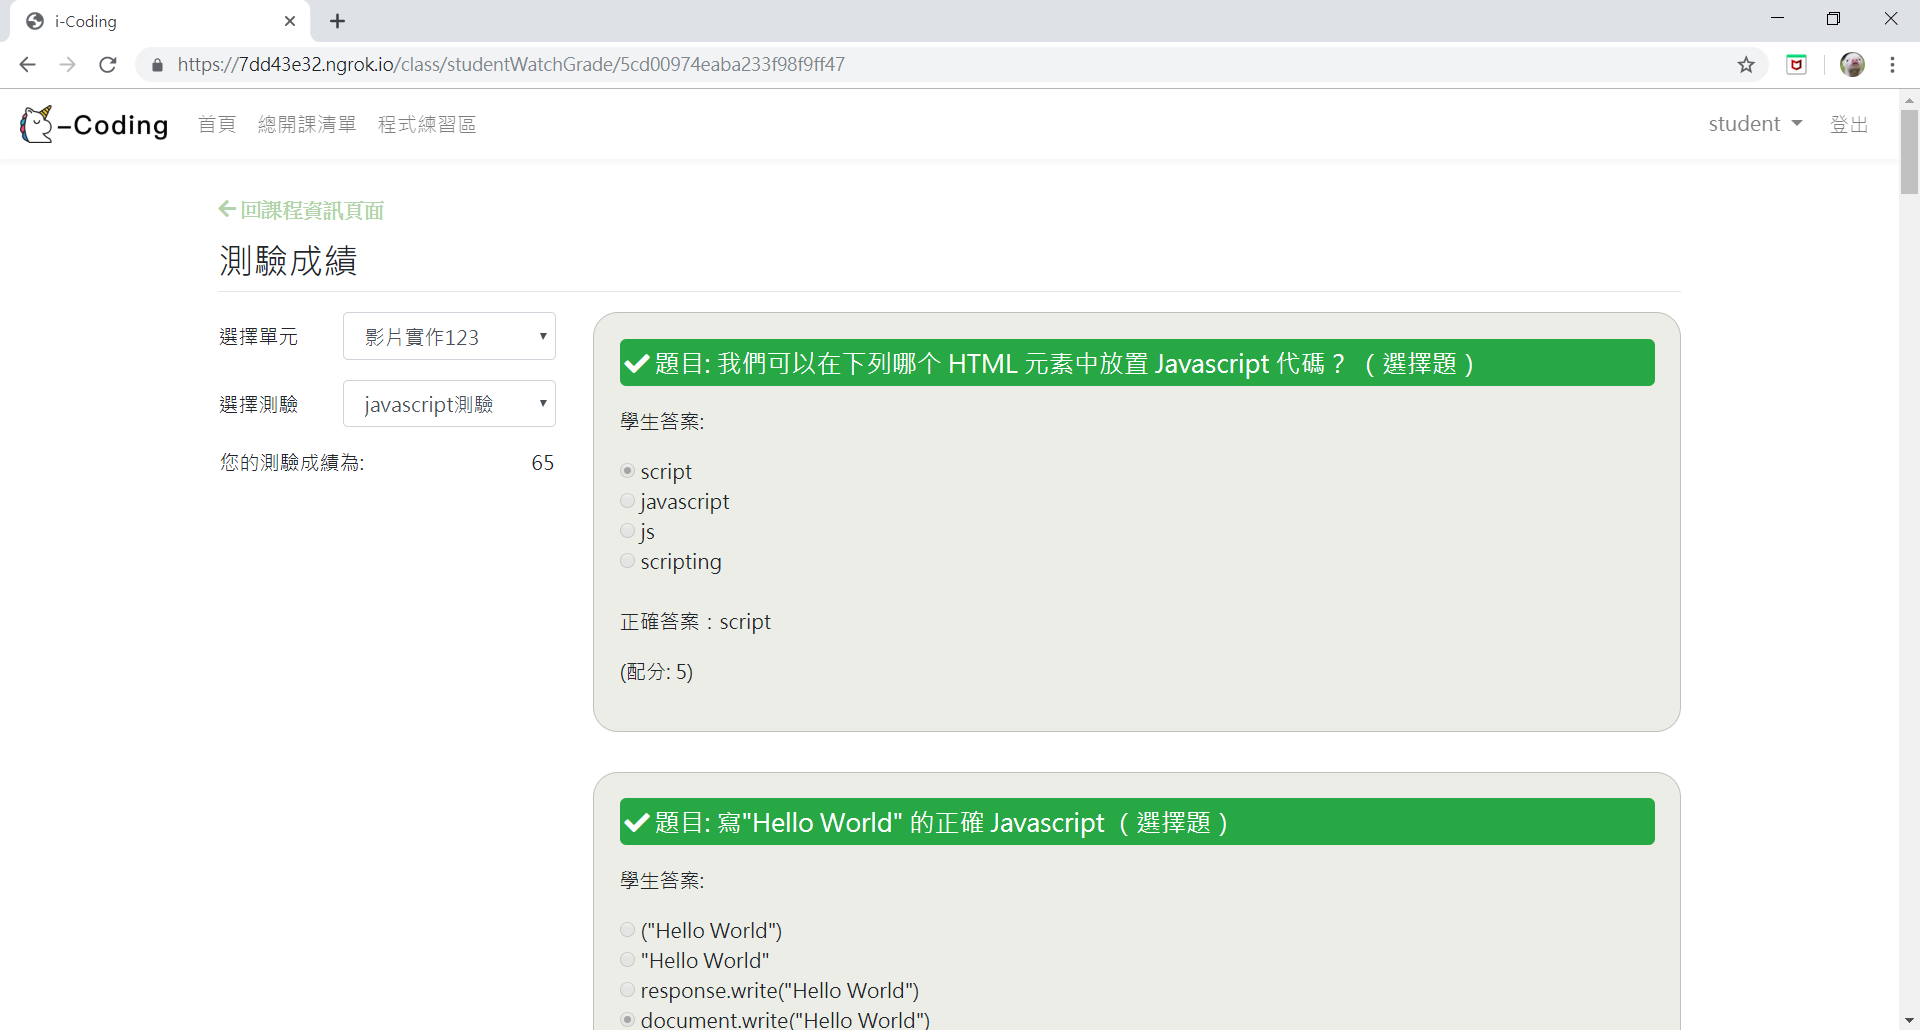 i-Coding
https://7dd43e32.ngrok.io/class/studentWatchGrade/5cd00974eaba233f98f9ff47
-Coding 首頁 總開課清單 程式練習區 student 登出
回課程資訊頁面
測驗成績
選擇單元 影片實作123
選擇測驗 javascript測驗
您的測驗成績為: 65
題目: 我們可以在下列哪个 HTML 元素中放置 Javascript 代碼？ （選擇題）
學生答案:
script
javascript
js
scripting
正確答案：script
(配分: 5)
題目: 寫"Hello World" 的正確 Javascript （選擇題）
學生答案:
("Hello World")
"Hello World"
response.write("Hello World")
document.write("Hello World")